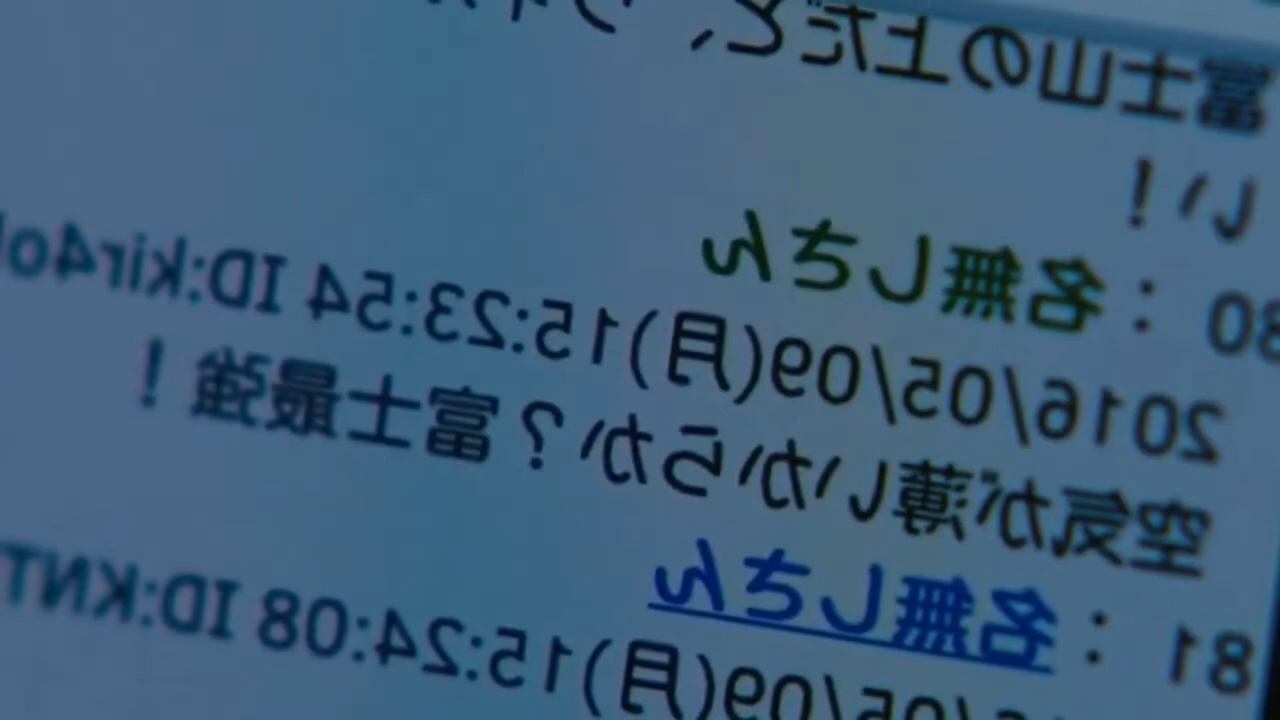 富士山の上だと、
い！
80：名無しさん
2016/05/09(月)15:23:54 ID:kir4o
空気が薄いからか？富士最強！
81：名無しさん
/05/09(月)15:24:08 ID:KNT